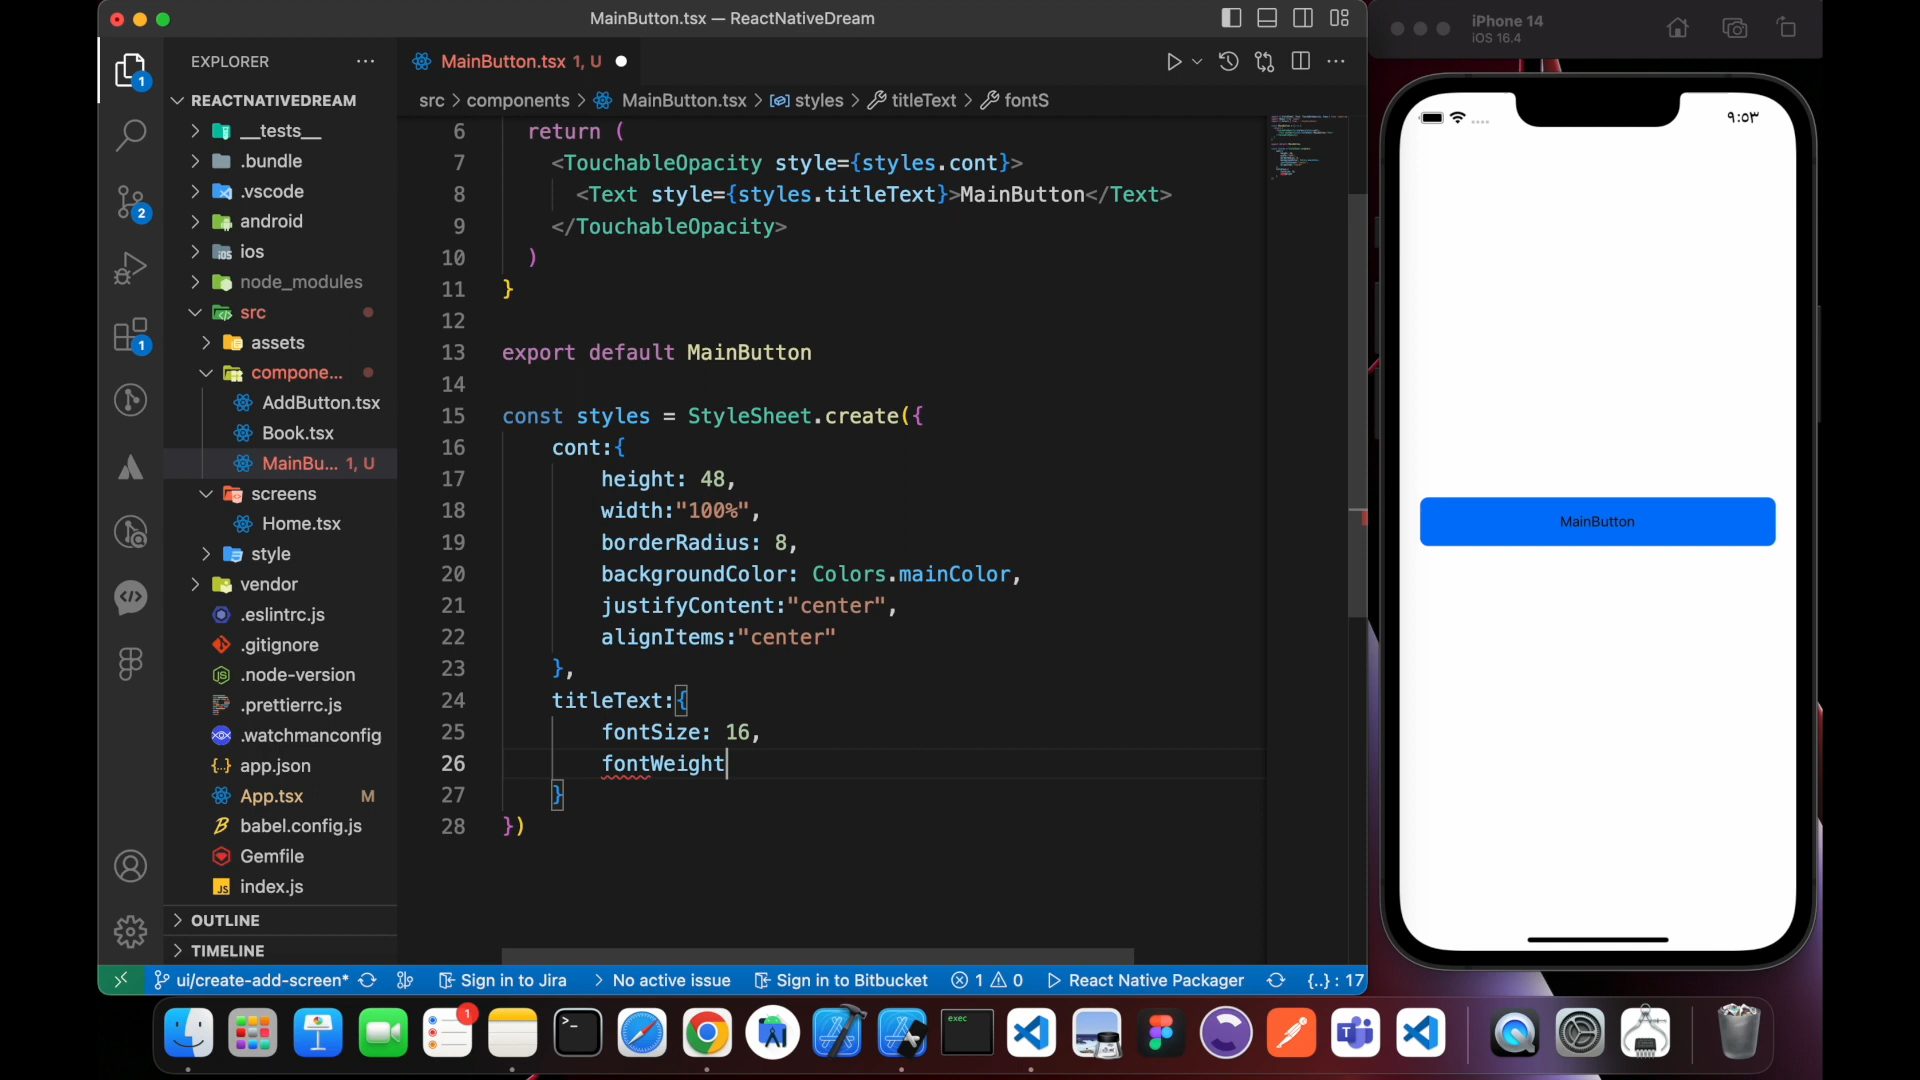 MainButton.tsx — ReactNativeDream
EXPLORER
REACTNATIVEDREAM
__tests__
.bundle
.vscode
android
ios
node_modules
src
assets
compone...
AddButton.tsx
Book.tsx
MainBu... 1, U
screens
Home.tsx
style
vendor
.eslintrc.js
.gitignore
.node-version
.prettierrc.js
.watchmanconfig
app.json
App.tsx M
babel.config.js
Gemfile
index.js
OUTLINE
TIMELINE
1
2
1
MainButton.tsx 1, U
src > components > MainButton.tsx > styles > titleText > fontS
6 return (
7 <TouchableOpacity style={styles.cont}>
8 <Text style={styles.titleText}>MainButton</Text>
9 </TouchableOpacity>
10 )
11 }
12
13 export default MainButton
14
15 const styles = StyleSheet.create({
16 cont:{
17 height: 48,
18 width:"100%",
19 borderRadius: 8,
20 backgroundColor: Colors.mainColor,
21 justifyContent:"center",
22 alignItems:"center"
23 },
24 titleText:{
25 fontSize: 16,
26 fontWeight
27 }
28 })
ui/create-add-screen* Sign in to Jira No active issue Sign in to Bitbucket 1 0 React Native Packager {..} : 17
iPhone 14
iOS 16.4
٩:٥٣
MainButton
1
exec